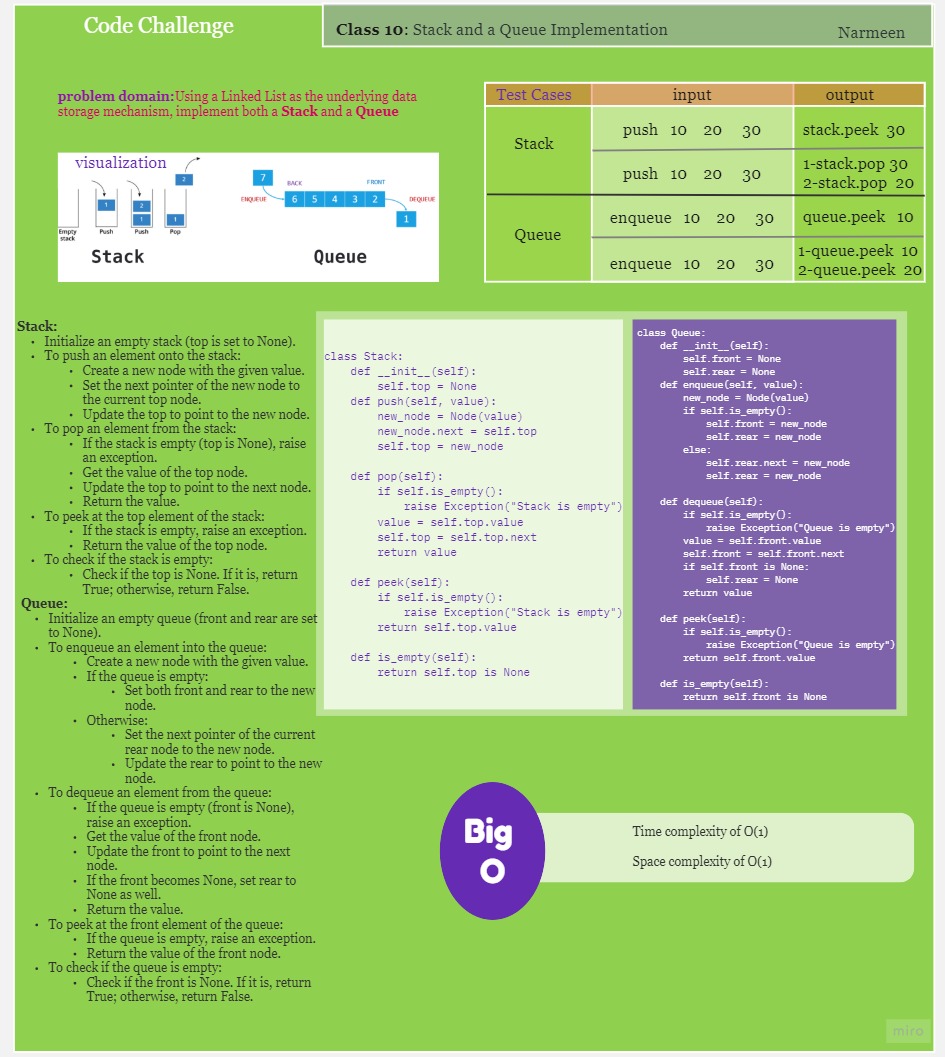 Code Challenge
Class 10: Stack and a Queue Implementation
Narmeen
problem domain:Using a Linked List as the underlying data
storage mechanism, implement both a Stack and a Queue
visualization
2
1
2
1
1
Empty
stack
Push
Push
Pop
Stack
7
BACK
FRONT
ENQUEUE
6 5 4 3 2
DEQUEUE
1
Queue
Test Cases input output
Stack
push 10 20 30
stack.peek 30
push 10 20 30
1-stack.pop 30
2-stack.pop 20
Queue
enqueue 10 20 30
queue.peek 10
enqueue 10 20 30
1-queue.peek 10
2-queue.peek 20
Stack:
• Initialize an empty stack (top is set to None).
• To push an element onto the stack:
• Create a new node with the given value.
• Set the next pointer of the new node to
the current top node.
• Update the top to point to the new node.
• To pop an element from the stack:
• If the stack is empty (top is None), raise
an exception.
• Get the value of the top node.
• Update the top to point to the next node.
• Return the value.
• To peek at the top element of the stack:
• If the stack is empty, raise an exception.
• Return the value of the top node.
• To check if the stack is empty:
• Check if the top is None. If it is, return
True; otherwise, return False.
Queue:
• Initialize an empty queue (front and rear are set
to None).
• To enqueue an element into the queue:
• Create a new node with the given value.
• If the queue is empty:
• Set both front and rear to the new
node.
• Otherwise:
• Set the next pointer of the current
rear node to the new node.
• Update the rear to point to the new
node.
• To dequeue an element from the queue:
• If the queue is empty (front is None),
raise an exception.
• Get the value of the front node.
• Update the front to point to the next
node.
• If the front becomes None, set rear to
None as well.
• Return the value.
• To peek at the front element of the queue:
• If the queue is empty, raise an exception.
• Return the value of the front node.
• To check if the queue is empty:
• Check if the front is None. If it is, return
True; otherwise, return False.
class Stack:
def __init__(self):
self.top = None
def push(self, value):
new_node = Node(value)
new_node.next = self.top
self.top = new_node
def pop(self):
if self.is_empty():
raise Exception("Stack is empty")
value = self.top.value
self.top = self.top.next
return value
def peek(self):
if self.is_empty():
raise Exception("Stack is empty")
return self.top.value
def is_empty(self):
return self.top is None
class Queue:
def __init__(self):
self.front = None
self.rear = None
def enqueue(self, value):
new_node = Node(value)
if self.is_empty():
self.front = new_node
self.rear = new_node
else:
self.rear.next = new_node
self.rear = new_node
def dequeue(self):
if self.is_empty():
raise Exception("Queue is empty")
value = self.front.value
self.front = self.front.next
if self.front is None:
self.rear = None
return value
def peek(self):
if self.is_empty():
raise Exception("Queue is empty")
return self.front.value
def is_empty(self):
return self.front is None
Big
O
Time complexity of O(1)
Space complexity of O(1)
miro